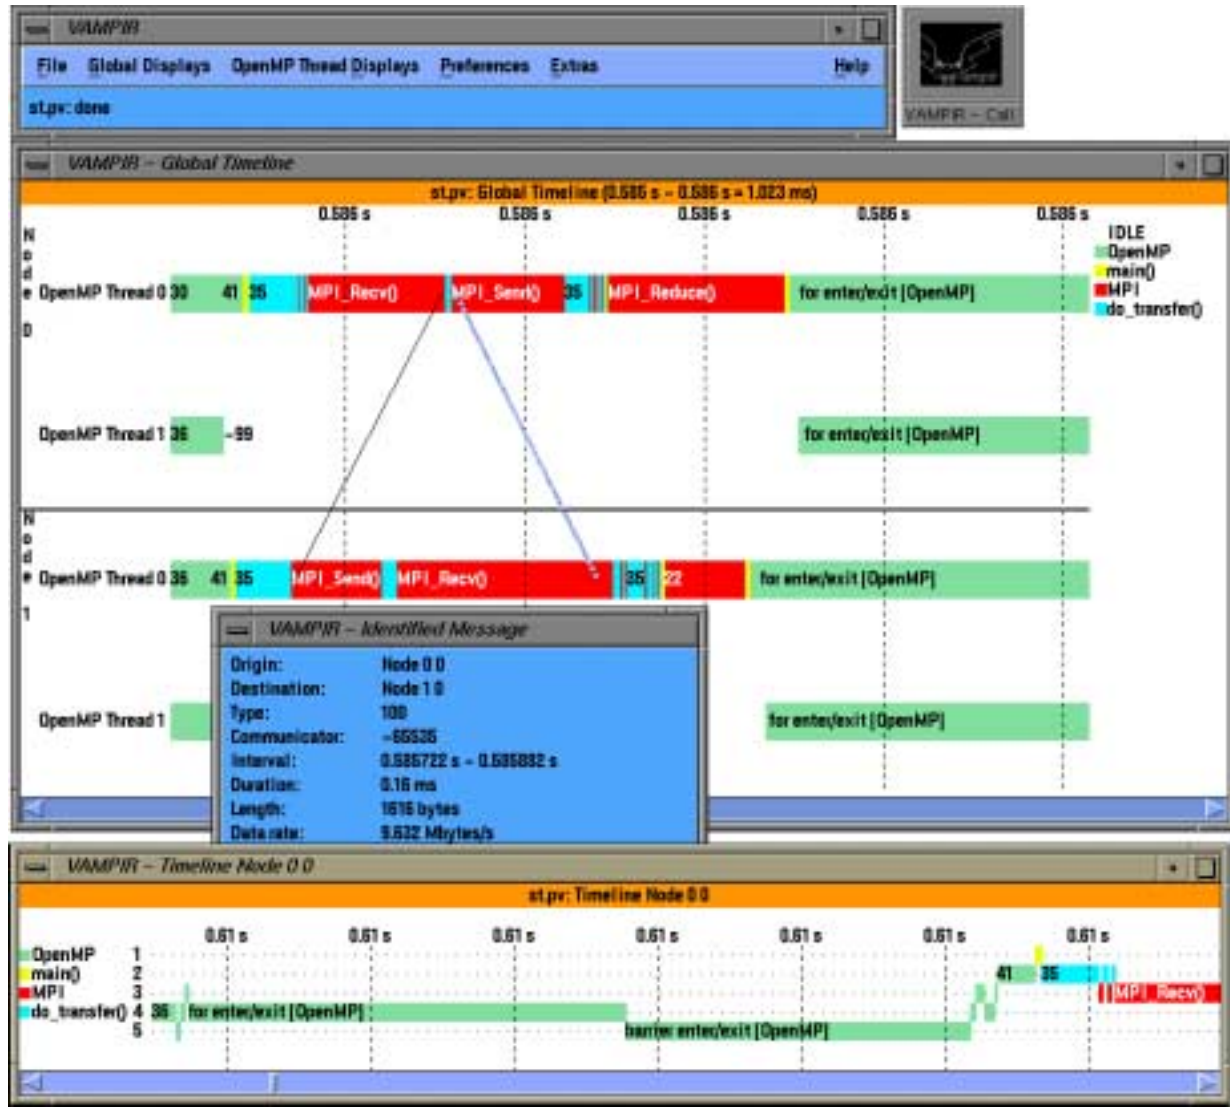 VAMPIR
File Global Displays OpenMP Thread Displays Preferences Extras Help
st.pv: done
VAMPIR - Call
VAMPIR - Global Timeline
st.pv: Global Timeline (0.586 s - 0.586 s = 1.023 ms)
0.586 s 0.586 s 0.586 s 0.586 s 0.586 s
IDLE
OpenMP
main()
MPI
do_transfer()
Node 0
OpenMP Thread 0 30 41 35 MPI_Recv() MPI_Send() 35 MPI_Reduce() for enter/exit [OpenMP]
OpenMP Thread 1 36 -99 for enter/exit [OpenMP]
Node 1
OpenMP Thread 0 36 41 35 MPI_Send() MPI_Recv() 35 22 for enter/exit [OpenMP]
OpenMP Thread 1 for enter/exit [OpenMP]
VAMPIR - Identified Message
Origin: Node 0 0
Destination: Node 1 0
Type: 100
Communicator: -65535
Interval: 0.585722 s - 0.585882 s
Duration: 0.16 ms
Length: 1616 bytes
Data rate: 9.632 Mbytes/s
VAMPIR - Timeline Node 0 0
st.pv: Timeline Node 0 0
0.61 s 0.61 s 0.61 s 0.61 s 0.61 s 0.61 s 0.61 s
OpenMP 1
main() 2 41 35
MPI 3 MPI_Recv()
do_transfer() 4 36 for enter/exit [OpenMP]
5 barrier enter/exit [OpenMP]